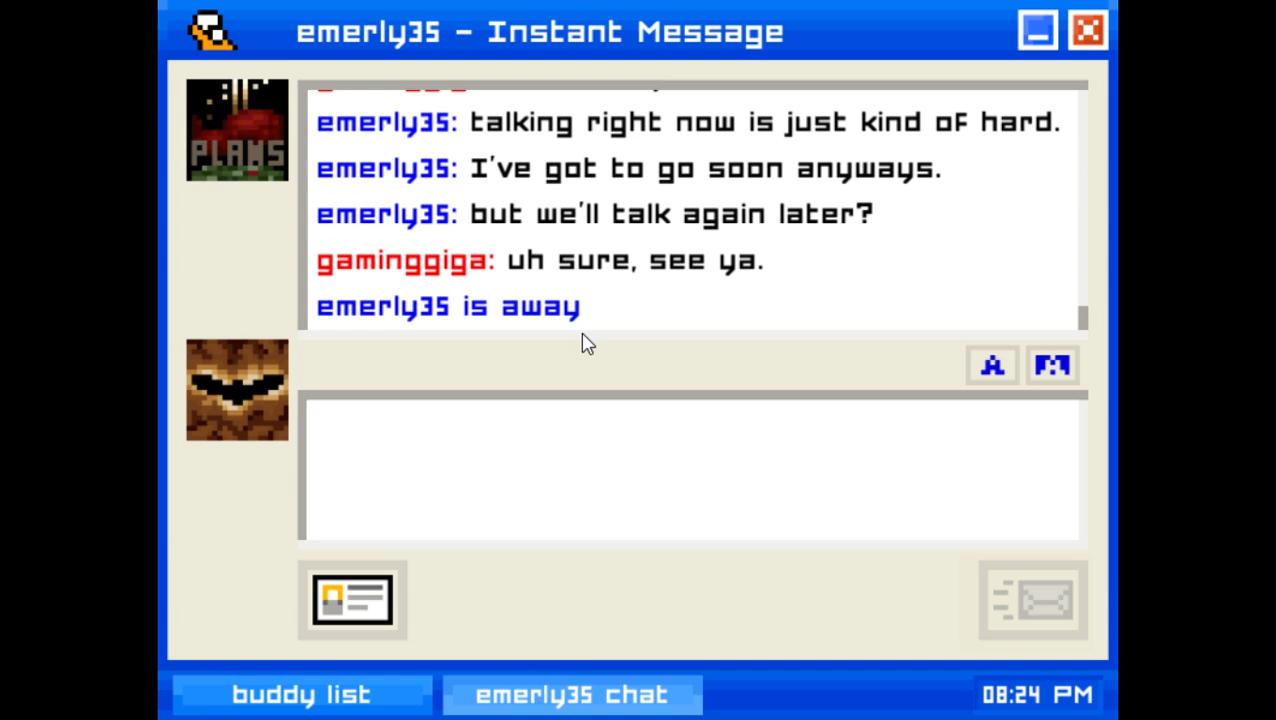 emerly35 - Instant Message
PLANS
emerly35: talking right now is just kind of hard.
emerly35: I've got to go soon anyways.
emerly35: but we'll talk again later?
gaminggiga: uh sure, see ya.
emerly35 is away
A
buddy list
emerly35 chat
08:24 PM